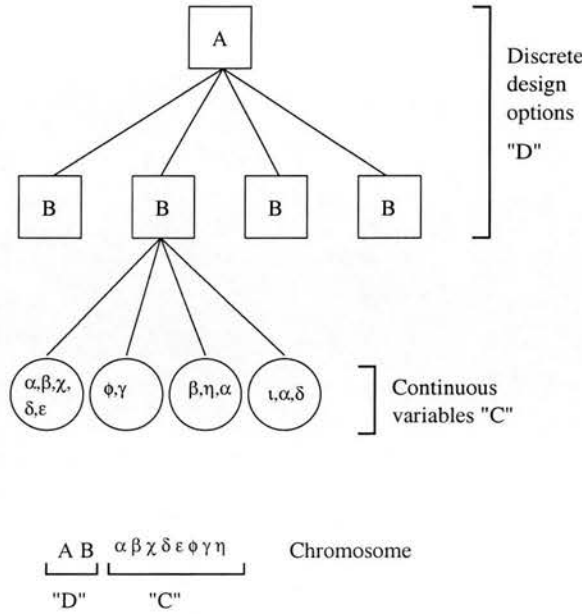 A
Discrete
design
options
"D"
B B B B
α,β,χ,
δ,ε
φ,γ
β,η,α
ι,α,δ
Continuous
variables "C"
A B α β χ δ ε φ γ η Chromosome
"D" "C"